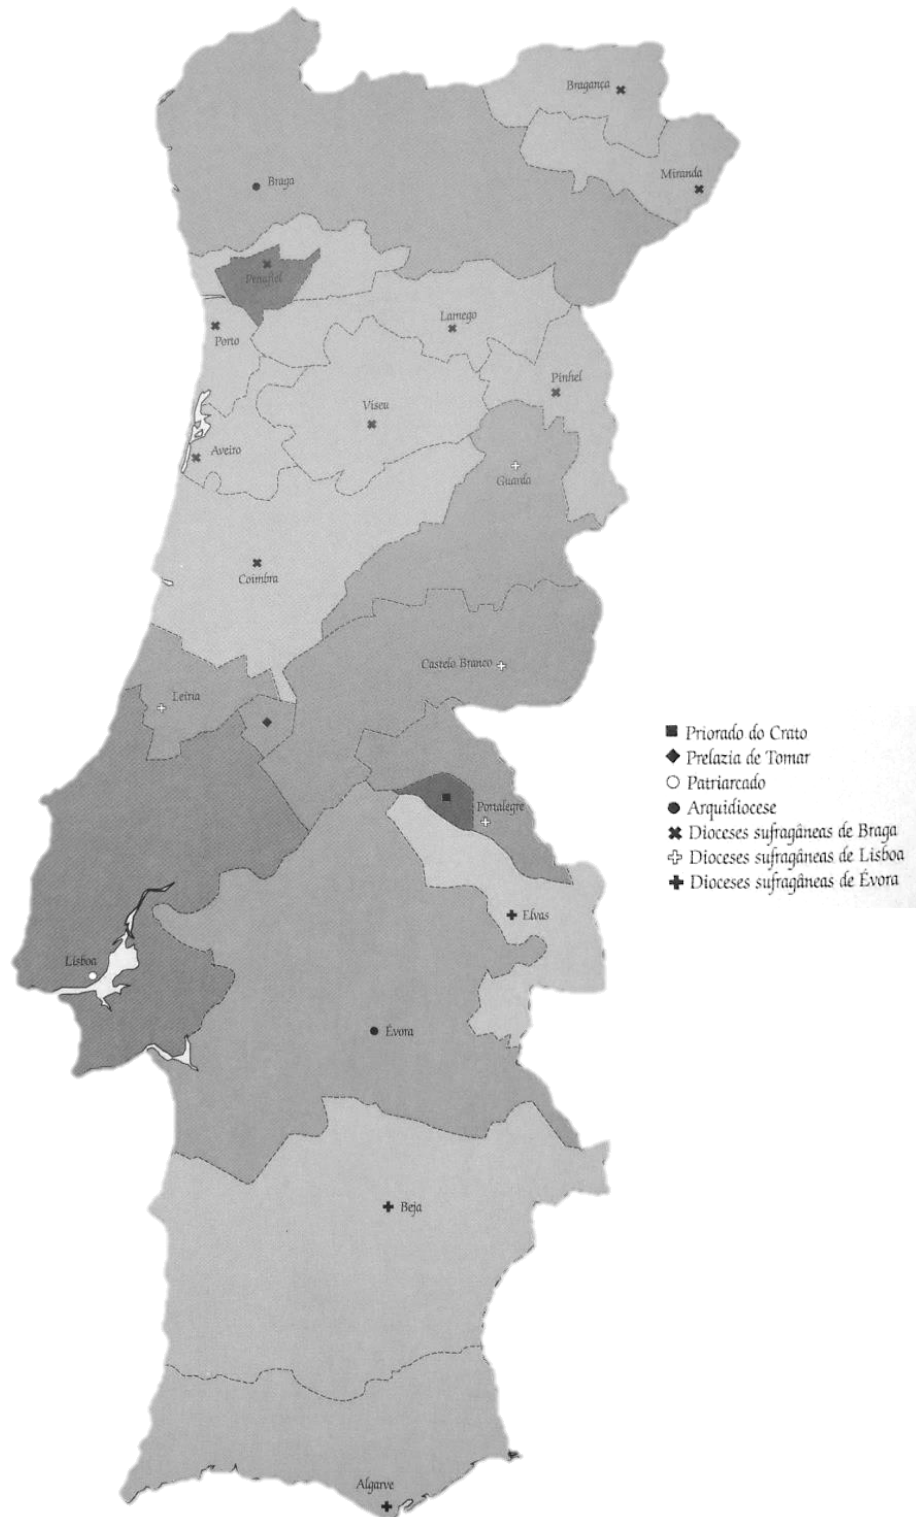 Bragança
Miranda
Braga
Penafiel
Lamego
Porto
Pinhel
Viseu
Aveiro
Guarda
Coimbra
Castelo Branco
Leiria
Priorado do Crato
Prelazia de Tomar
Patriarcado
Arquidiocese
Dioceses sufragâneas de Braga
Dioceses sufragâneas de Lisboa
Dioceses sufragâneas de Évora
Portalegre
Elvas
Lisboa
Évora
Beja
Algarve